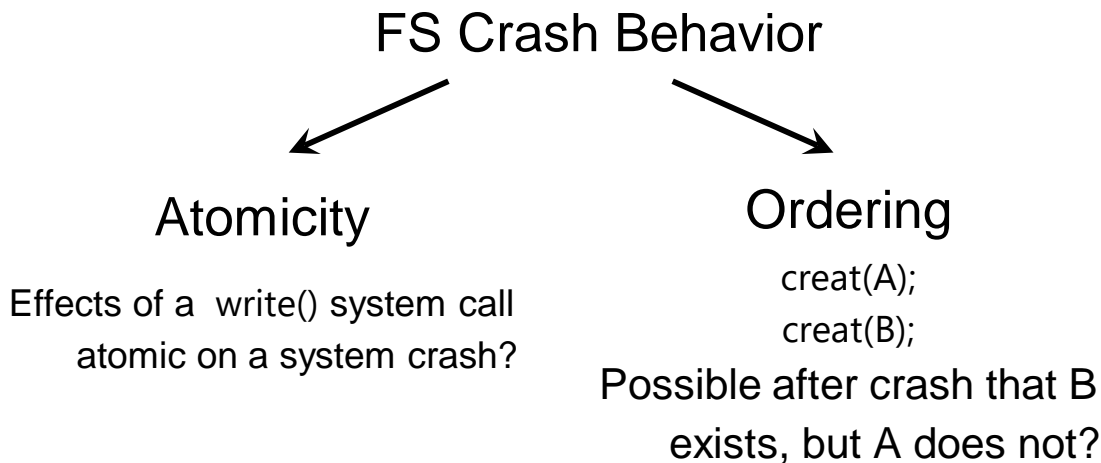 FS Crash Behavior
Atomicity
Effects of a write() system call
atomic on a system crash?
Ordering
creat(A);
creat(B);
Possible after crash that B
exists, but A does not?